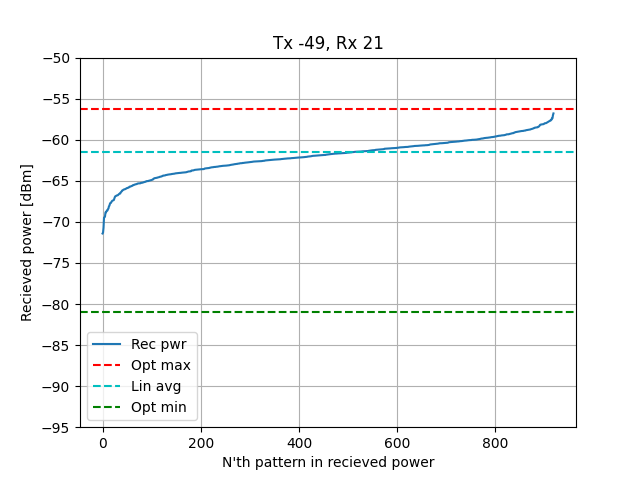 Tx -49, Rx 21
Recieved power [dBm]
−50
−55
−60
−65
−70
−75
−80
−85
−90
−95
Rec pwr
Opt max
Lin avg
Opt min
0 200 400 600 800
N'th pattern in recieved power